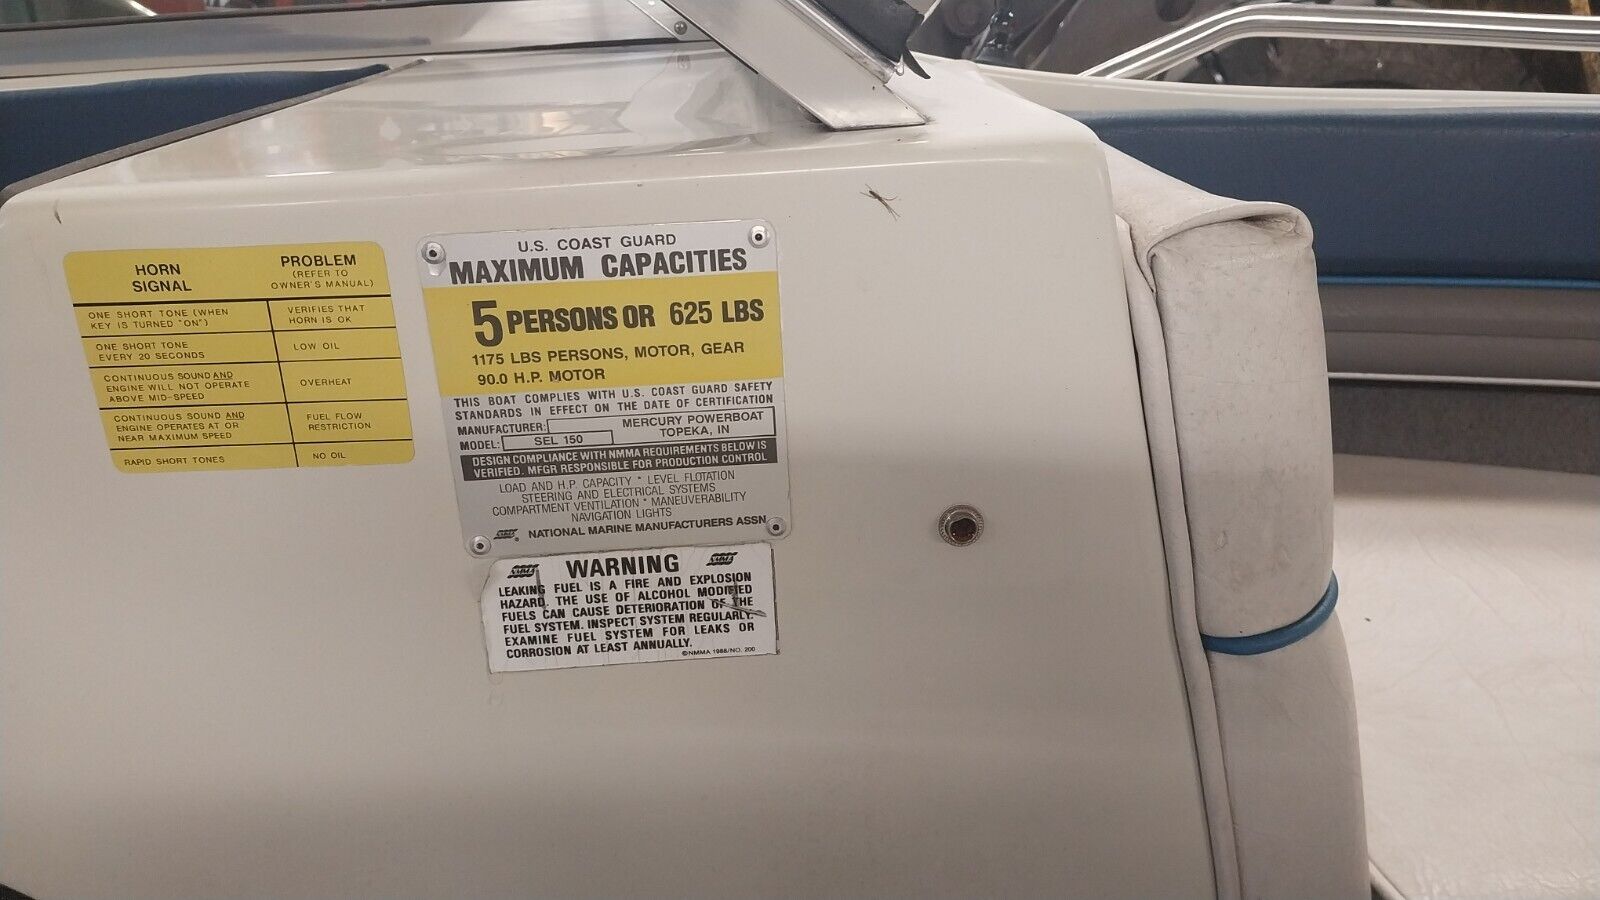 HORN SIGNAL
PROBLEM
(REFER TO
OWNER'S MANUAL)
ONE SHORT TONE (WHEN
KEY IS TURNED "ON")
VERIFIES THAT
HORN IS OK
ONE SHORT TONE
EVERY 20 SECONDS
LOW OIL
CONTINUOUS SOUND AND
ENGINE WILL NOT OPERATE
ABOVE MID-SPEED
OVERHEAT
CONTINUOUS SOUND AND
ENGINE OPERATES AT OR
NEAR MAXIMUM SPEED
FUEL FLOW
RESTRICTION
RAPID SHORT TONES
NO OIL
U.S. COAST GUARD
MAXIMUM CAPACITIES
5 PERSONS OR 625 LBS
1175 LBS PERSONS, MOTOR, GEAR
90.0 H.P. MOTOR
THIS BOAT COMPLIES WITH U.S. COAST GUARD SAFETY
STANDARDS IN EFFECT ON THE DATE OF CERTIFICATION
MANUFACTURER: MERCURY POWERBOAT
TOPEKA, IN
MODEL: SEL 150
DESIGN COMPLIANCE WITH NMMA REQUIREMENTS BELOW IS
VERIFIED. MFGR RESPONSIBLE FOR PRODUCTION CONTROL
LOAD AND H.P. CAPACITY * LEVEL FLOTATION
STEERING AND ELECTRICAL SYSTEMS
COMPARTMENT VENTILATION * MANEUVERABILITY
NAVIGATION LIGHTS
NMMA ® NATIONAL MARINE MANUFACTURERS ASSN.
NMMA WARNING NMMA
LEAKING FUEL IS A FIRE AND EXPLOSION
HAZARD. THE USE OF ALCOHOL MODIFIED
FUELS CAN CAUSE DETERIORATION OF THE
FUEL SYSTEM. INSPECT SYSTEM REGULARLY.
EXAMINE FUEL SYSTEM FOR LEAKS OR
CORROSION AT LEAST ANNUALLY.
©NMMA 1988/NO. 200